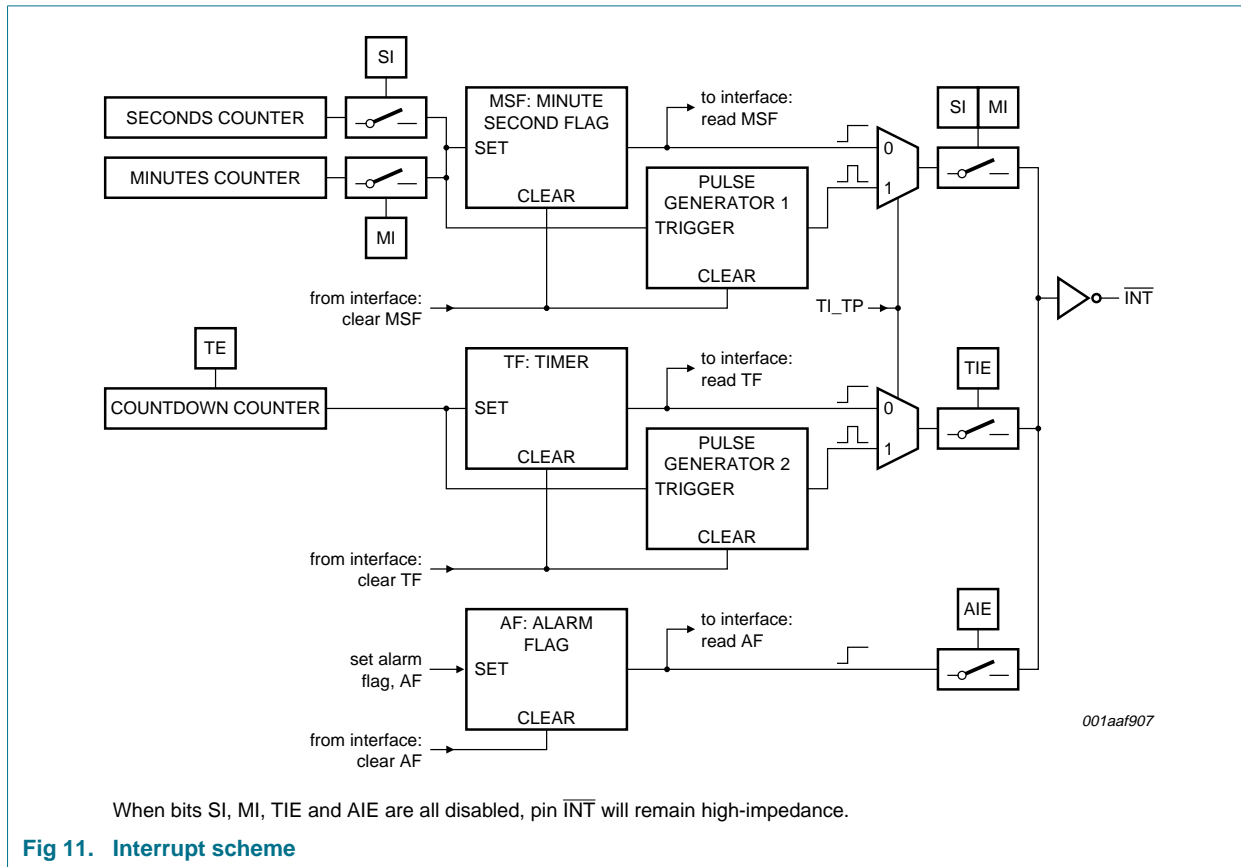 SI
SECONDS COUNTER
MINUTES COUNTER
MI
MSF: MINUTE
SECOND FLAG
SET
CLEAR
to interface:
read MSF
PULSE
GENERATOR 1
TRIGGER
CLEAR
from interface:
clear MSF
0
1
SI MI
TI_TP
INT
TE
COUNTDOWN COUNTER
TF: TIMER
SET
CLEAR
to interface:
read TF
PULSE
GENERATOR 2
TRIGGER
CLEAR
from interface:
clear TF
0
1
TIE
AF: ALARM
FLAG
SET
CLEAR
set alarm
flag, AF
from interface:
clear AF
to interface:
read AF
AIE
001aaf907
When bits SI, MI, TIE and AIE are all disabled, pin INT will remain high-impedance.
Fig 11. Interrupt scheme